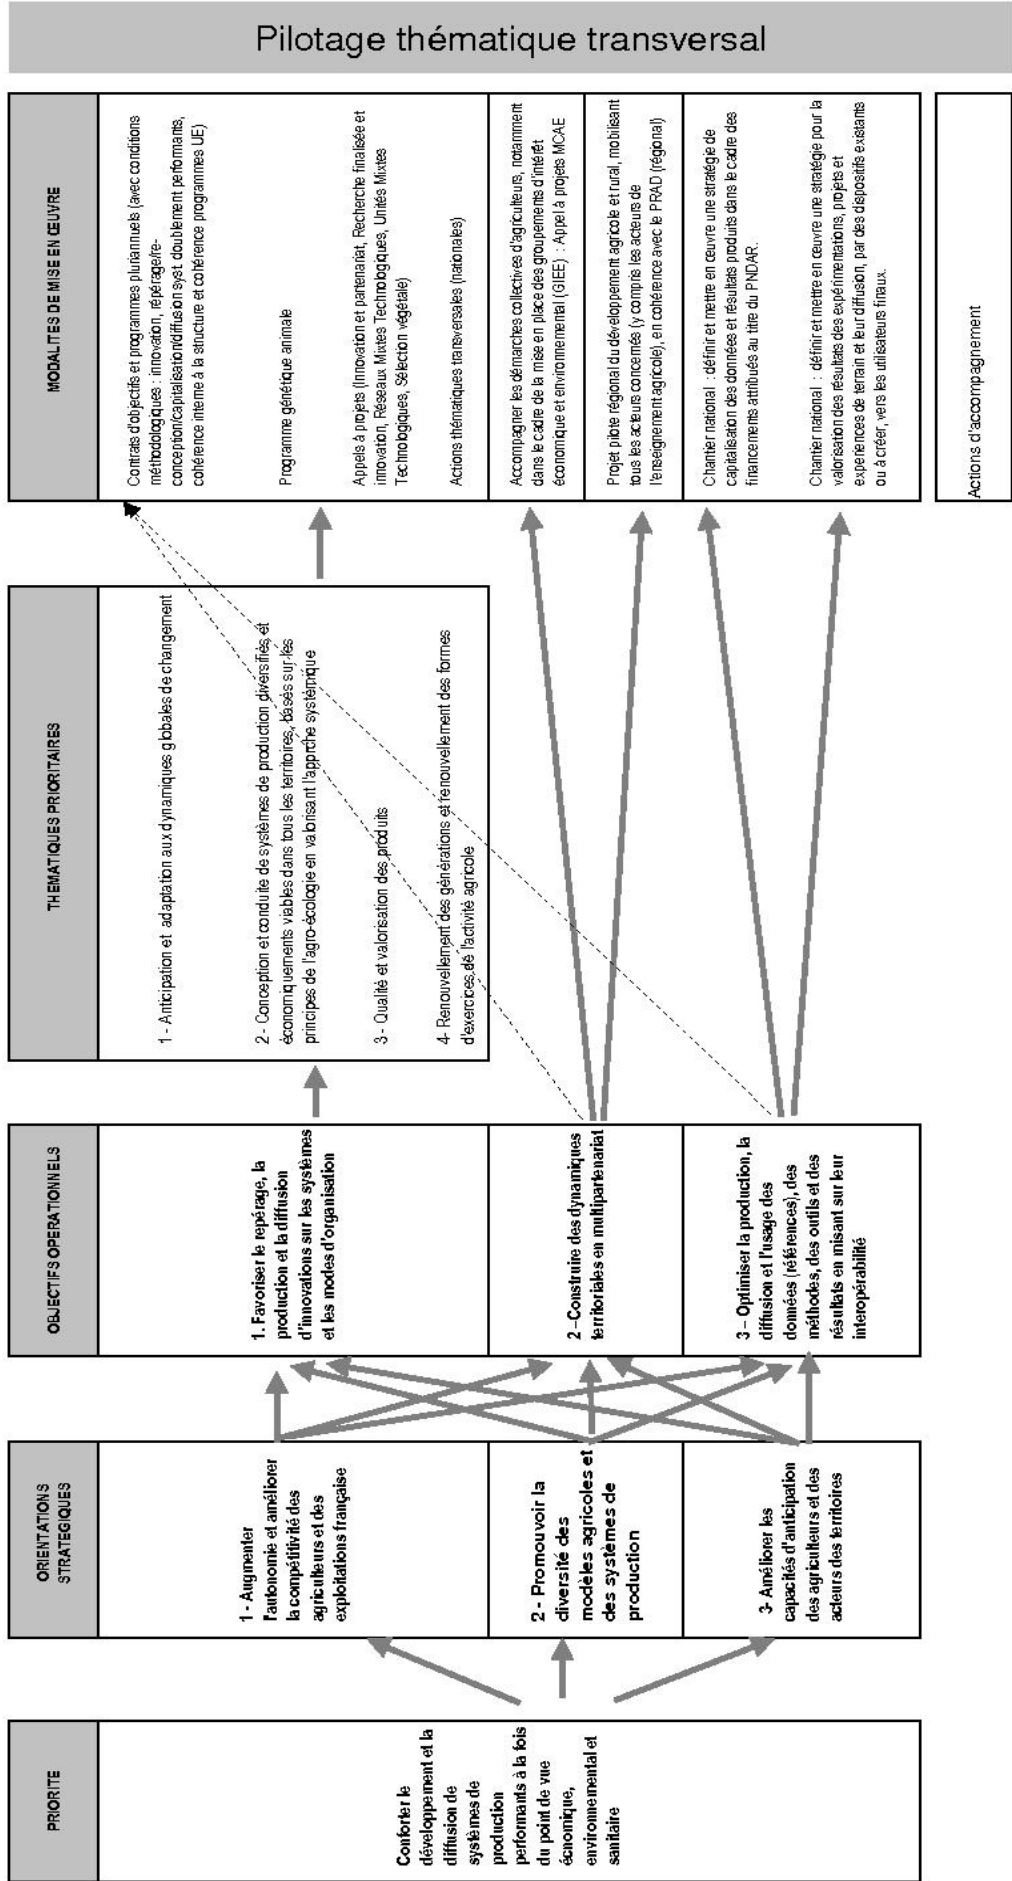 Pilotage thématique transversal
PRIORITE
Conforter le
développement et la
diffusion de
systèmes de
production
performants à la fois
du point de vue
économique,
environnemental et
sanitaire
ORIENTATIONS
STRATEGIQUES
1 - Augmenter
l'autonomie et améliorer
la compétitivité des
agriculteurs et des
exploitations française
2 - Promouvoir la
diversité des
modèles agricoles et
des systèmes de
production
3- Améliorer les
capacités d'anticipation
des agriculteurs et des
acteurs des territoires
OBJECTIFS OPERATIONNELS
1. Favoriser le repérage, la
production et la diffusion
d'innovations sur les systèmes
et les modes d'organisation
2 –Construire des dynamiques
territoriales en multipartenariat
3 – Optimiser la production, la
diffusion et l'usage des
données (références), des
méthodes, des outils et des
résultats en misant sur leur
interopérabilité
THEMATIQUES PRIORITAIRES
1 - Anticipation et adaptation aux dynamiques globales de changement
2 - Conception et conduite de systèmes de production diversifiés et
économiquements viables dans tous les territoires, basés sur les
principes de l'agro-écologie en valorisant l'apprche systémique
3 - Qualité et valorisation des produits
4- Renouvellement des générations et renouvellement des formes
d'exercices de l'activité agricole
MODALITES DE MISE EN ŒUVRE
Contrats d'objectifs et programmes pluriannuels (avec conditions
méthodologiques : innovation, répérage/re-
conception/capitalisation/diffusion syst doublement performants,
cohérence interne à la structure et cohérence programmes UE)
Programme génétique animale
Appels à projets (Innovation et partenariat, Recherche finalisée et
innovation, Réseaux Mixtes Technologiques, Unités Mixtes
Technologiques, Sélection végétale)
Actions thématiques transversales (nationales)
Accompagner les démarches collectives d'agriculteurs, notamment
dans le cadre de la mise en place des groupements d'intérêt
économique et environnemental (GIEE) : Appel à projets MCAE
Projet pilote régional du développement agricole et rural, mobilisant
tous les acteurs concernés (y compris les acteurs de
l'enseignement agricole), en cohérence avec le PRAD (régional)
Chantier national : définir et mettre en œuvre une stratégie de
capitalisation des données et résultats produits dans le cadre des
financements attribués au titre du PNDAR.
Chantier national : définir et mettre en œuvre une stratégie pour la
valorisation des résultats des expérimentations, projets et
experiences de terrain et leur diffusion, par des dispositifs existants
ou à créer, vers les utilisateurs finaux.
Actions d'accompagnement